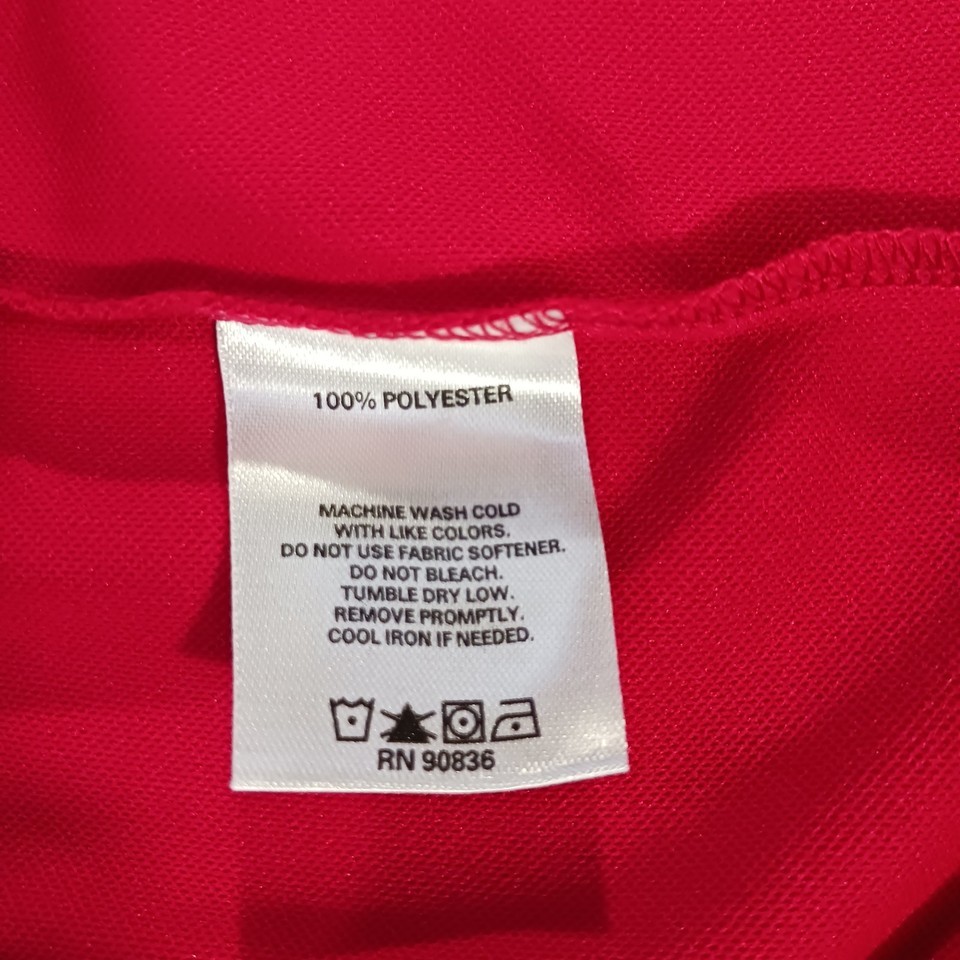 100% POLYESTER
MACHINE WASH COLD
WITH LIKE COLORS.
DO NOT USE FABRIC SOFTENER.
DO NOT BLEACH.
TUMBLE DRY LOW.
REMOVE PROMPTLY.
COOL IRON IF NEEDED.
RN 90836